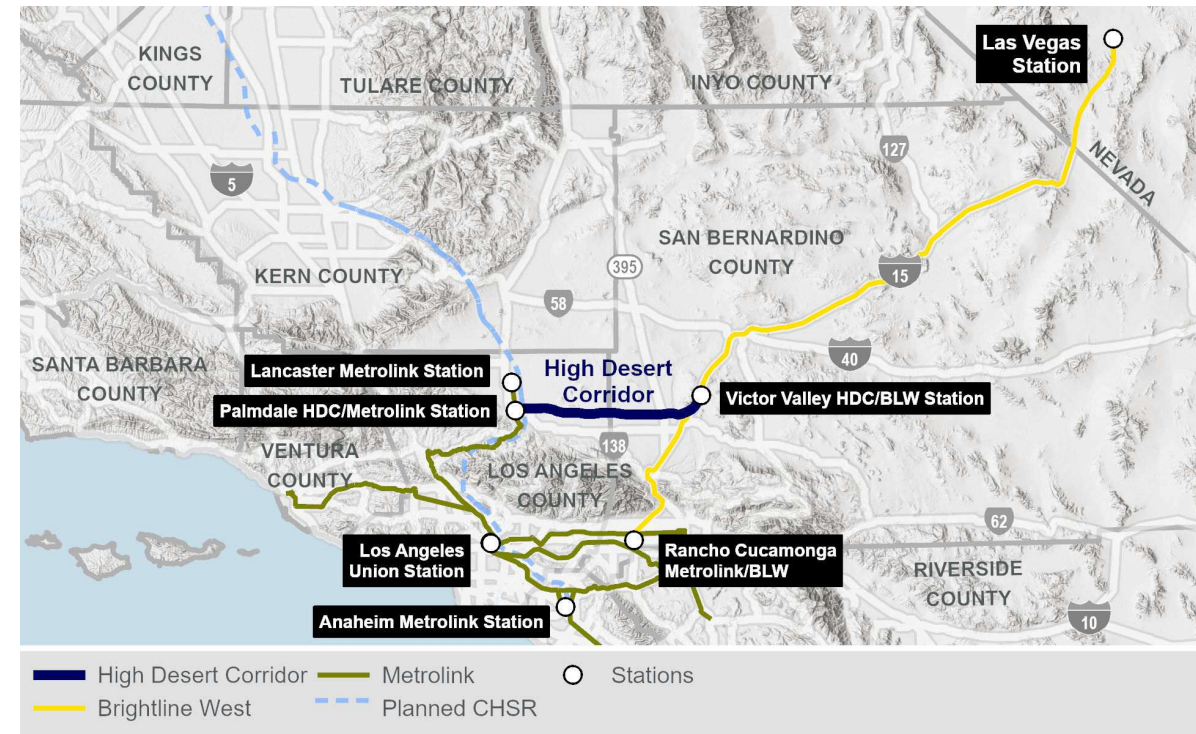 Las Vegas
Station
KINGS
COUNTY
TULARE COUNTY
INYO COUNTY
127
NEVADA
5
SAN BERNARDINO
COUNTY
KERN COUNTY
395
15
58
SANTA BARBARA
COUNTY
40
Lancaster Metrolink Station
High Desert
Corridor
Palmdale HDC/Metrolink Station
Victor Valley HDC/BLW Station
VENTURA
COUNTY
138
LOS ANGELES
COUNTY
62
Los Angeles
Union Station
Rancho Cucamonga
Metrolink/BLW
RIVERSIDE
COUNTY
Anaheim Metrolink Station
10
High Desert Corridor
Metrolink
Stations
Brightline West
Planned CHSR